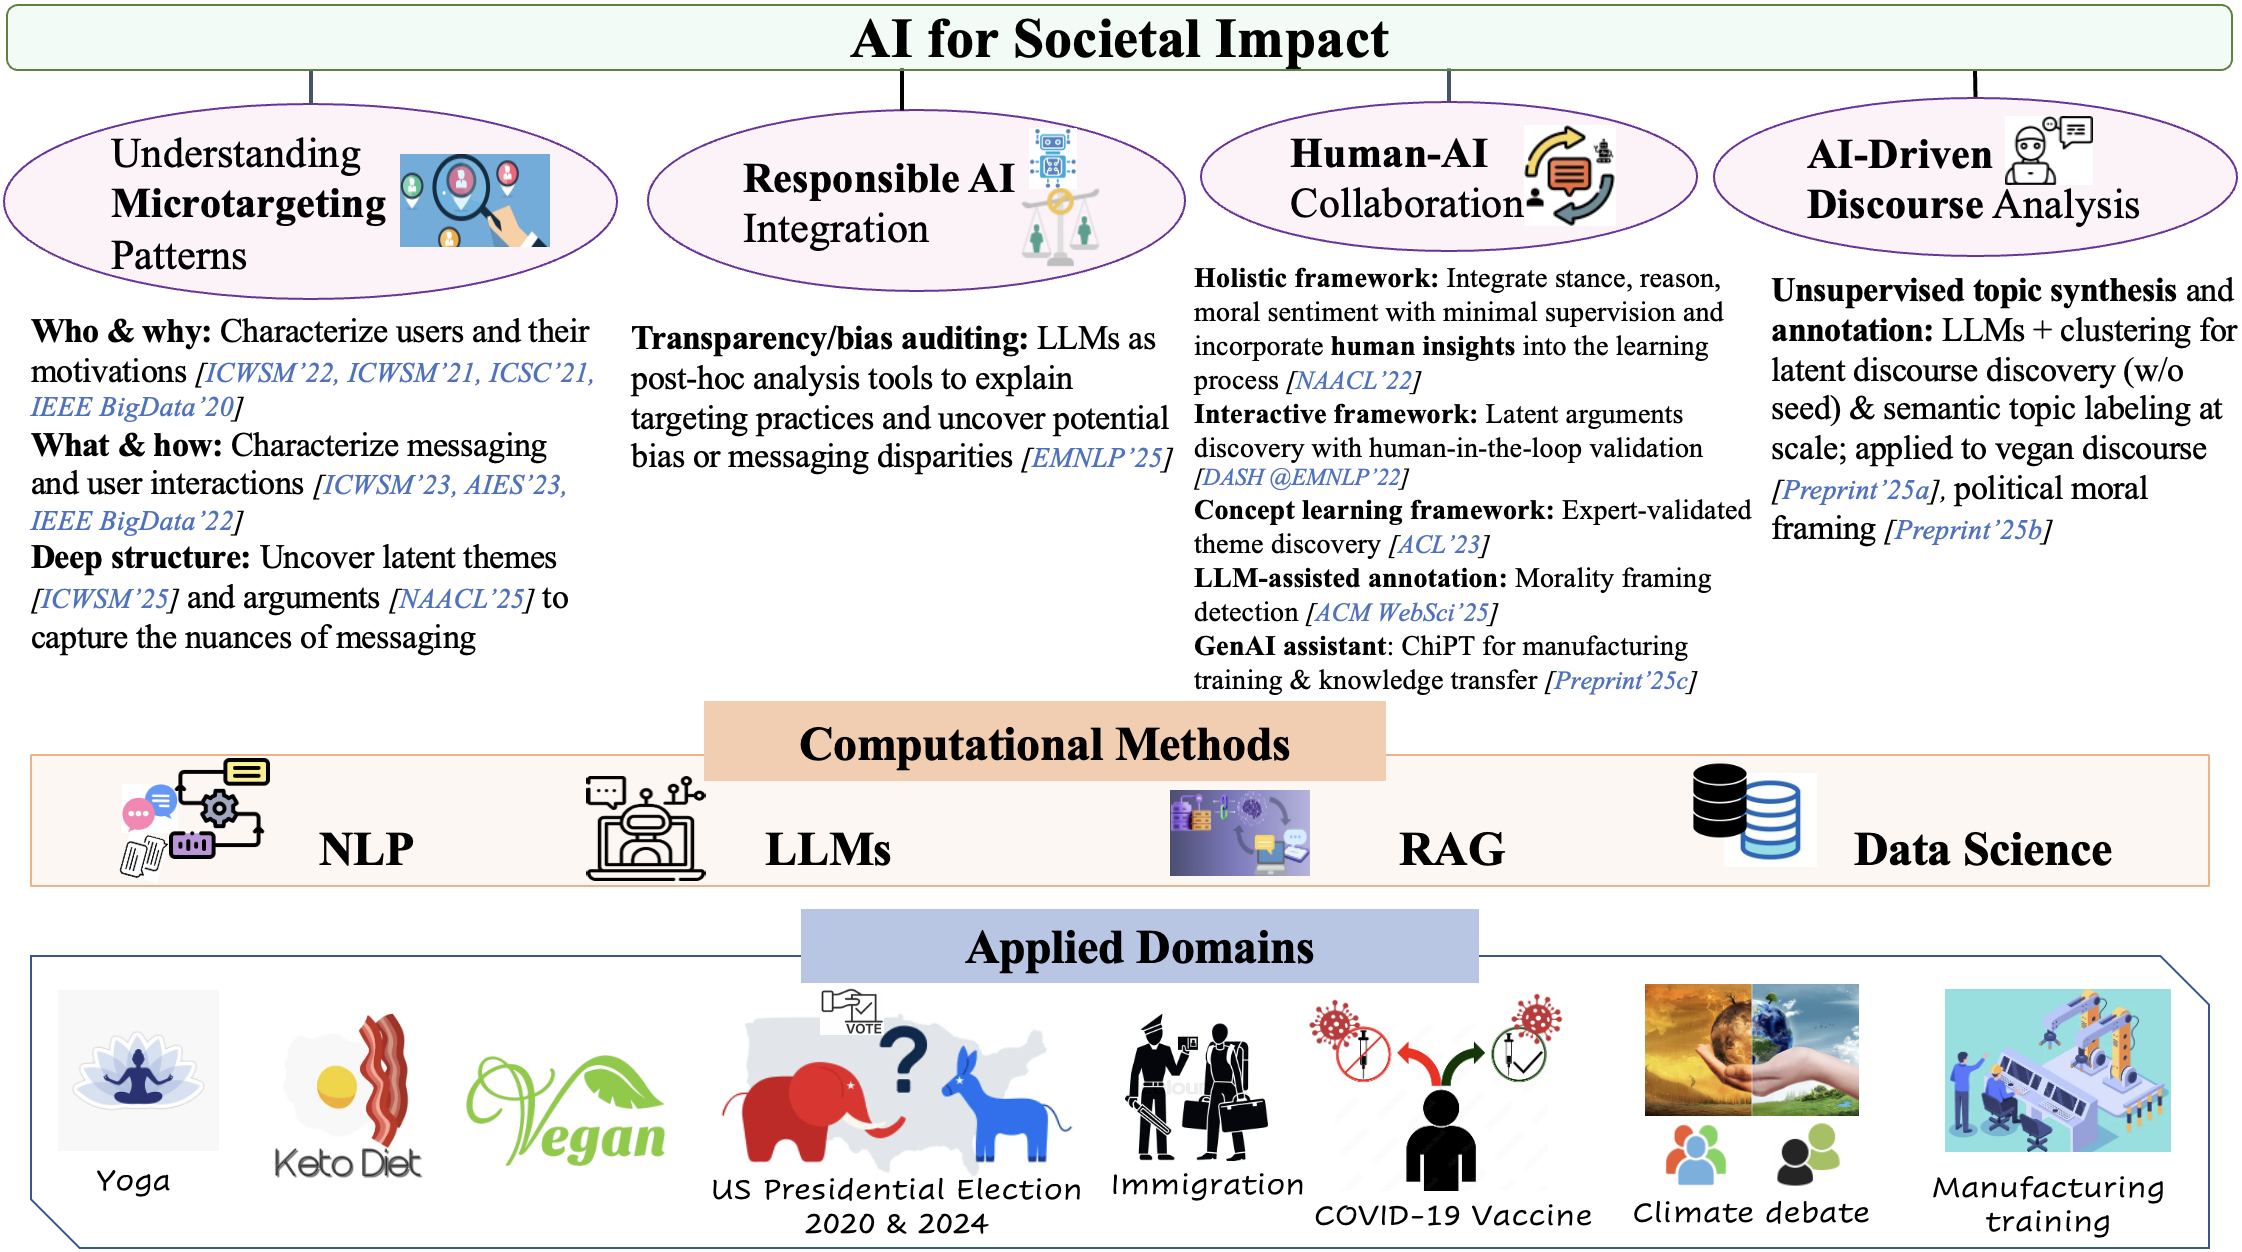 AI for Societal Impact
Understanding
Microtargeting
Patterns
Who & why: Characterize users and their
motivations [ICWSM’22, ICWSM’21, ICSC’21,
IEEE BigData’20]
What & how: Characterize messaging
and user interactions [ICWSM’23, AIES’23,
IEEE BigData’22]
Deep structure: Uncover latent themes
[ICWSM’25] and arguments [NAACL’25] to
capture the nuances of messaging
Responsible AI
Integration
Transparency/bias auditing: LLMs as
post-hoc analysis tools to explain
targeting practices and uncover potential
bias or messaging disparities [EMNLP’25]
Human-AI
Collaboration
Holistic framework: Integrate stance, reason,
moral sentiment with minimal supervision and
incorporate human insights into the learning
process [NAACL’22]
Interactive framework: Latent arguments
discovery with human-in-the-loop validation
[DASH @EMNLP’22]
Concept learning framework: Expert-validated
theme discovery [ACL’23]
LLM-assisted annotation: Morality framing
detection [ACM WebSci’25]
GenAI assistant: ChiPT for manufacturing
training & knowledge transfer [Preprint’25c]
AI-Driven
Discourse Analysis
Unsupervised topic synthesis and
annotation: LLMs + clustering for
latent discourse discovery (w/o
seed) & semantic topic labeling at
scale; applied to vegan discourse
[Preprint’25a], political moral
framing [Preprint’25b]
Computational Methods
NLP
LLMs
RAG
Data Science
Applied Domains
Yoga
Keto Diet
Vegan
VOTE
?
US Presidential Election
2020 & 2024
Immigration
COVID-19 Vaccine
Climate debate
Manufacturing
training